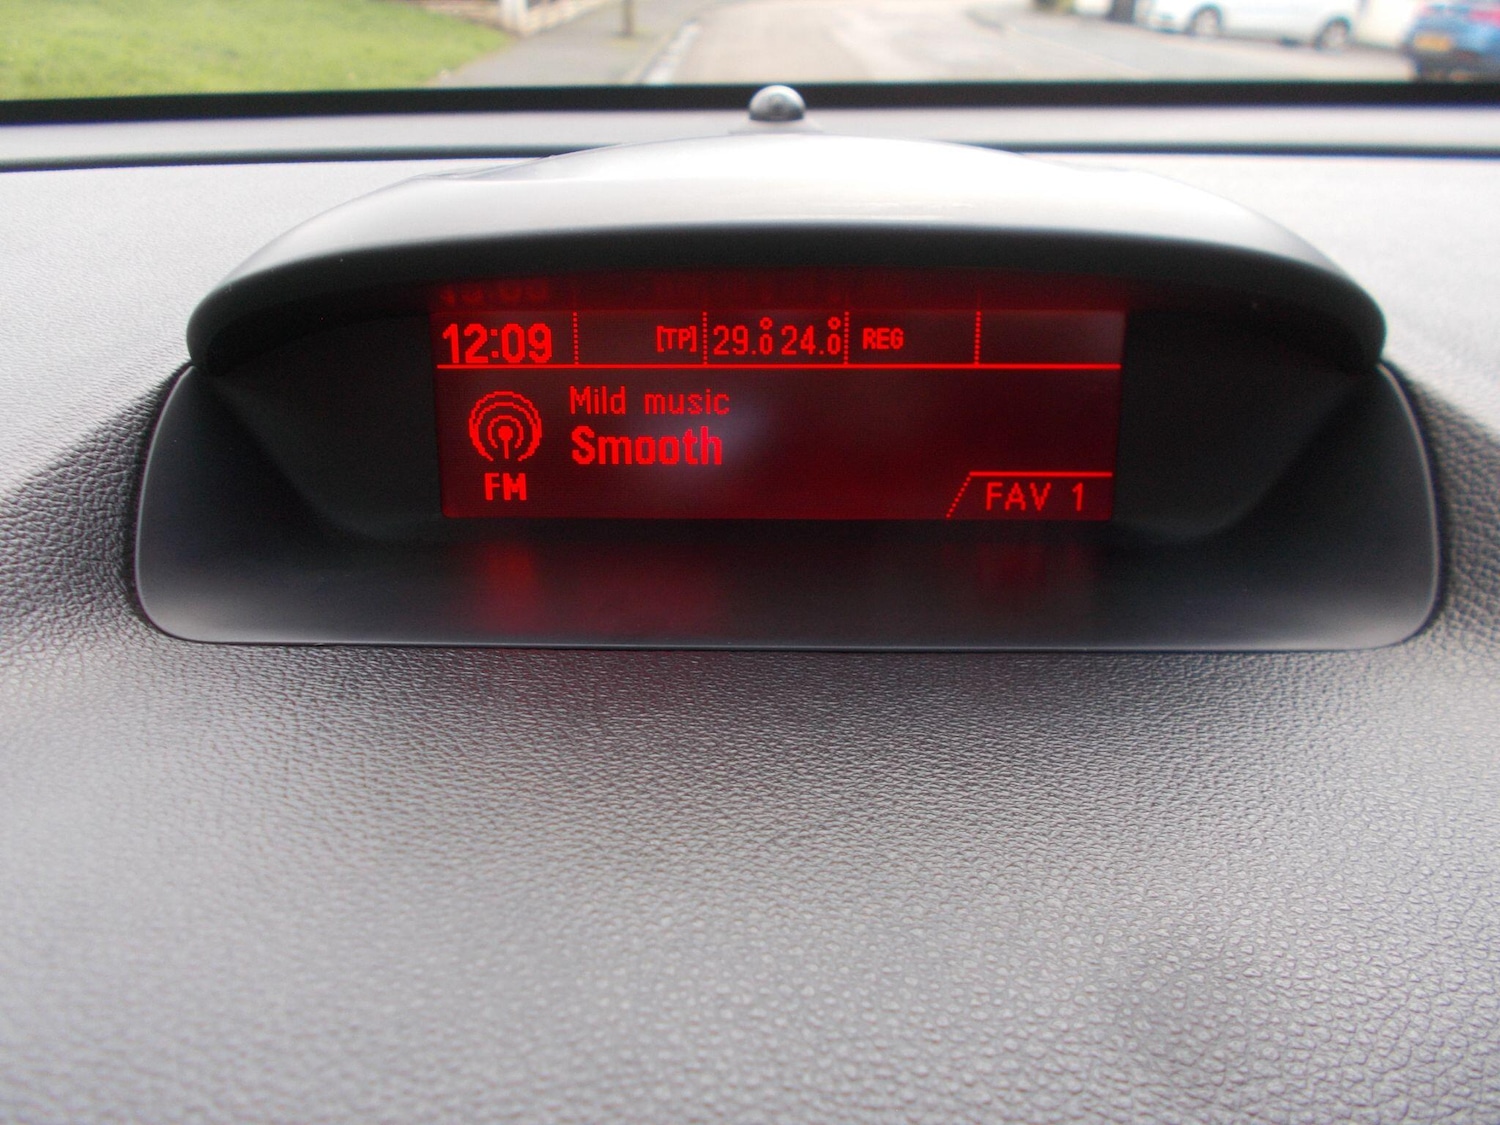 12:09 [TP] 29.0° 24.0° REG
Mild music
Smooth
FM
FAV 1